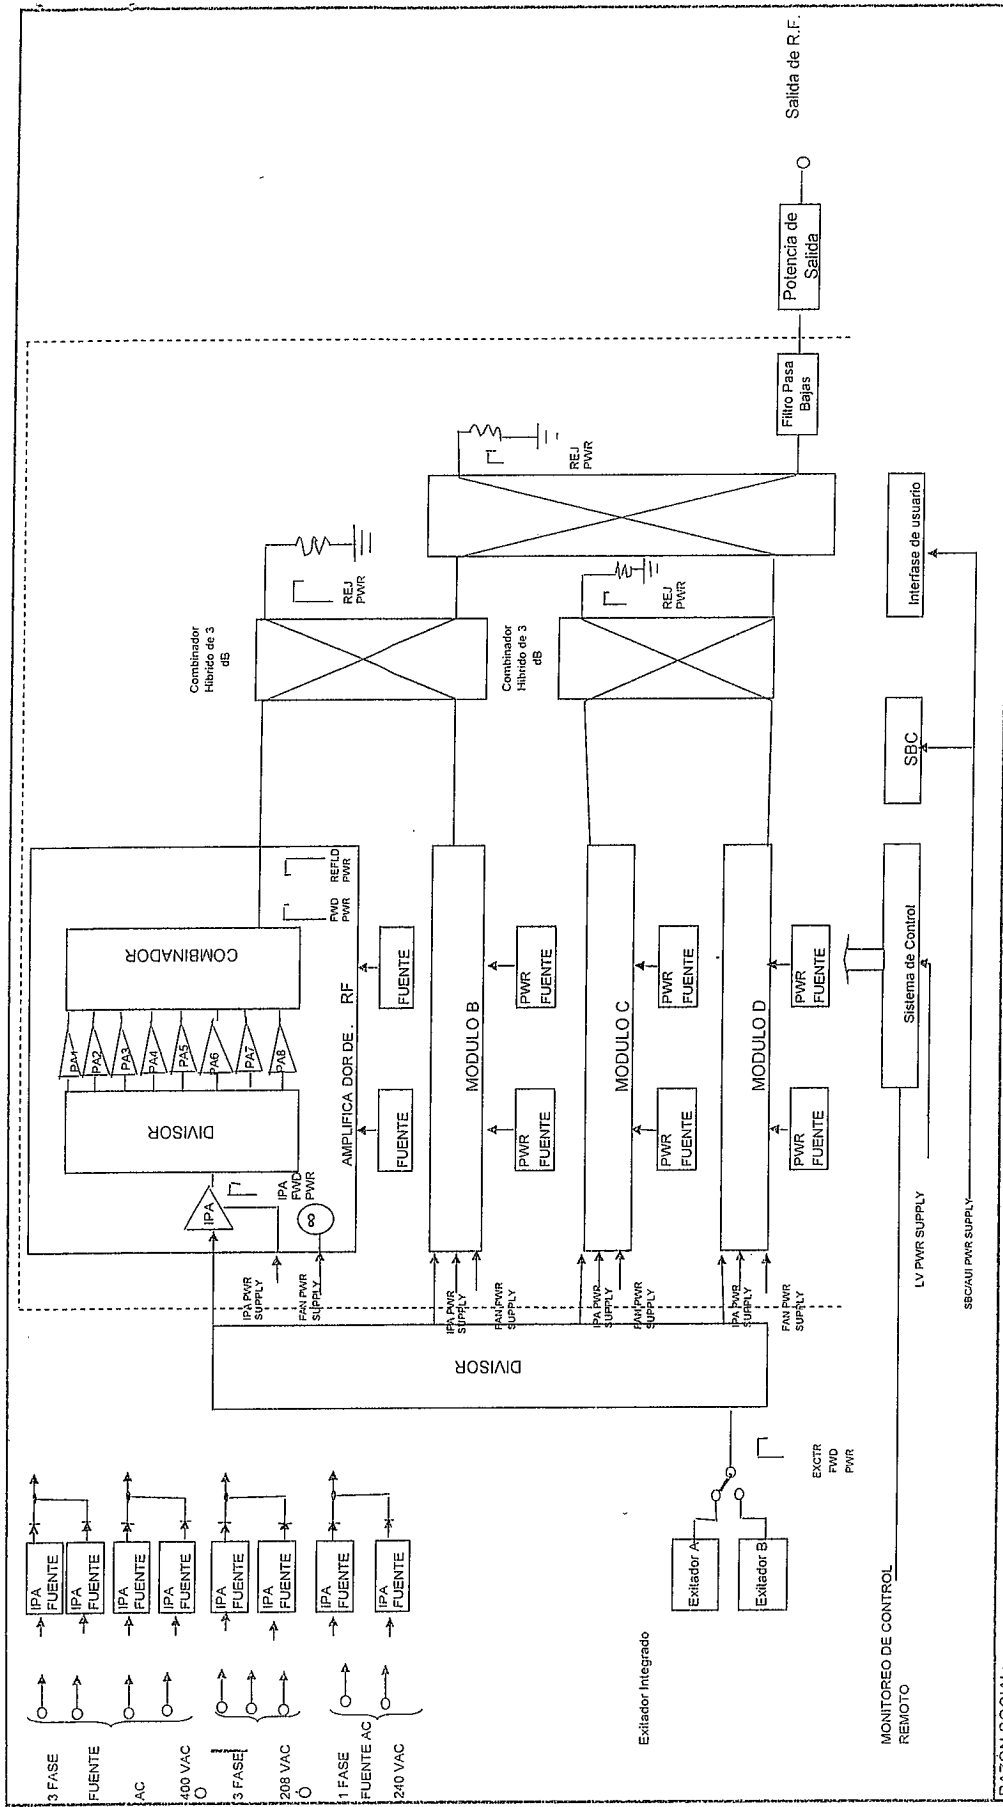 3 FASE
FUENTE
AC
400 VAC
O
3 FASE
208 VAC
Ó
1 FASE
FUENTE AC
240 VAC
IPA
FUENTE
IPA
FUENTE
IPA
FUENTE
IPA
FUENTE
IPA
FUENTE
IPA
FUENTE
IPA
FUENTE
IPA
FUENTE
Exitador Integrado
Exitador A
Exitador B
EXCTR
FWD
PWR
DIVISOR
IPA PWR
SUPPLY
FAN PWR
SUPPLY
IPA PWR
SUPPLY
FAN PWR
SUPPLY
IPA PWR
SUPPLY
FAN PWR
SUPPLY
IPA PWR
SUPPLY
FAN PWR
SUPPLY
IPA
IPA
FWD
PWR
DIVISOR
PA1
PA2
PA3
PA4
PA5
PA6
PA7
PA8
COMBINADOR
FWD
PWR
REFLD
PWR
AMPLIFICA DOR DE . RF
FUENTE
FUENTE
MODULO B
PWR
FUENTE
PWR
FUENTE
MODULO C
PWR
FUENTE
PWR
FUENTE
MODULO D
PWR
FUENTE
PWR
FUENTE
Combinador
Hibrido de 3
dB
REJ
PWR
Combinador
Hibrido de 3
dB
REJ
PWR
REJ
PWR
Filtro Pasa
Bajas
Potencia de
Salida
Salida de R.F.
MONITOREO DE CONTROL
REMOTO
Sistema de Control
SBC
Interfase de usuario
LV PWR SUPPLY
SBC/AUI PWR SUPPLY